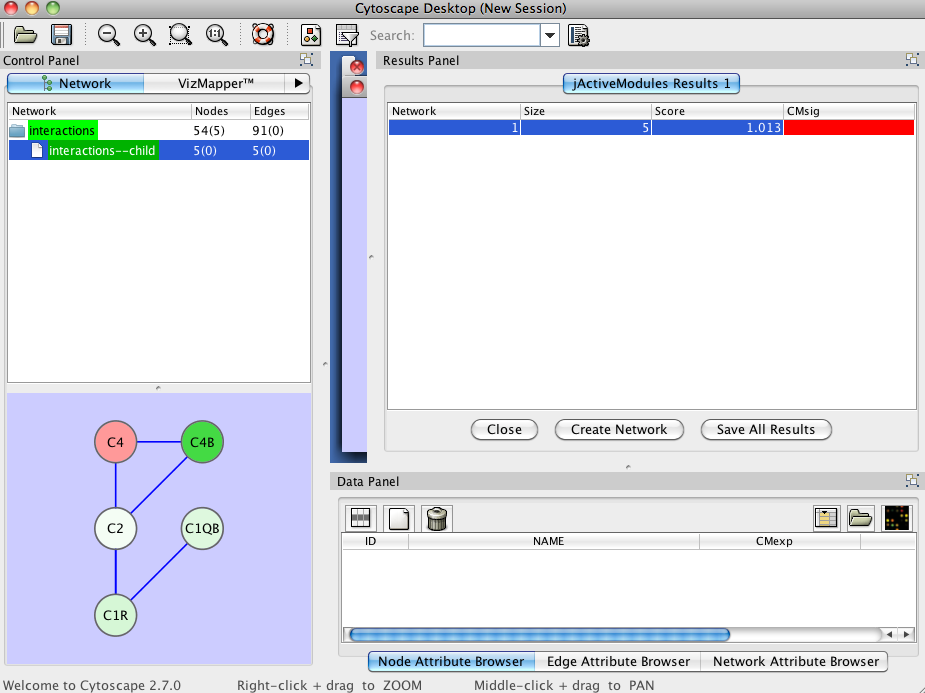 Cytoscape Desktop (New Session)
Search:
Control Panel
Network VizMapper™
Network Nodes Edges
interactions 54(5) 91(0)
interactions--child 5(0) 5(0)
C4 C4B
C2 C1QB
C1R
Results Panel
jActiveModules Results 1
Network Size Score CMsig
1 5 1.013
Close Create Network Save All Results
Data Panel
ID NAME CMexp
Node Attribute Browser Edge Attribute Browser Network Attribute Browser
Welcome to Cytoscape 2.7.0 Right-click + drag to ZOOM Middle-click + drag to PAN